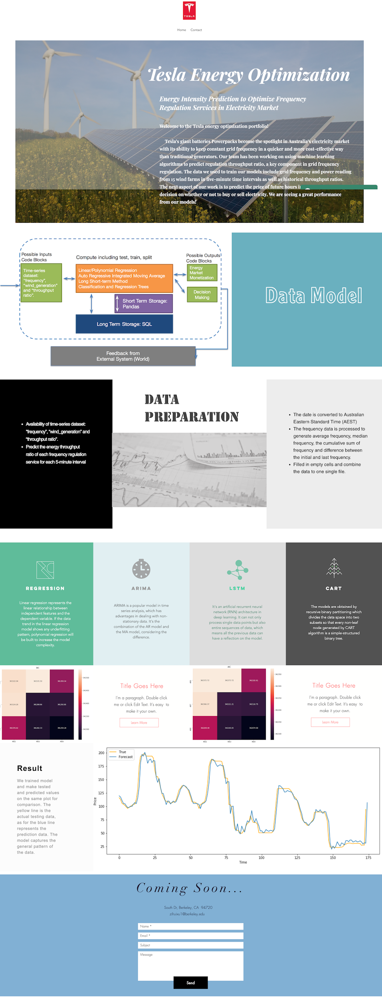 TESLA
Home Contact
Tesla Energy Optimization
Energy Intensity Prediction to Optimize Frequency
Regulation Services in Electricity Market
Welcome to the Tesla energy optimization portfolio!
Tesla's giant batteries Powerpacks become the spotlight in Australia's electricity market
with its ability to keep constant grid frequency in a quicker and more cost-effective way
than traditional generators. Our team has been working on using machine learning
algorithms to predict regulation throughput ratio, a key component in grid frequency
regulation. The data we used to train our models include grid frequency and power reading
from 15 wind farms in five-minute time intervals as well as historical throughput ratios.
The next aspect of our work is to predict the price of future hours
decision on whether or not to buy or sell electricity. We are seeing a great performance
from our models!
Possible Inputs
Code Blocks
Time-series
dataset:
"frequency",
"wind_generation"
and "throughput
ratio".
Compute including test, train, split
Linear/Polynomial Regression
Auto Regressive Integrated Moving Average
Long Short-term Method
Classification and Regression Trees
Short Term Storage:
Pandas
Long Term Storage: SQL
Possible Outputs
Code Blocks
Energy
Market
Monetization
Decision
Making
Feedback from
External System (World)
Data Model
• Availability of time-series dataset:
"frequency", "wind_generation" and
"throughput ratio".
• Predict the energy throughput
ratio of each frequency regulation
service for each 5-minute interval
DATA
PREPARATION
93% Updating Feeds 1:25 PM
• The date is converted to Australian
Eastern Standard Time (AEST)
• The frequency data is processed to
generate average frequency, median
frequency, the cumulative sum of
frequency and difference between
the initial and last frequency.
• Filled in empty cells and combine
the data to one single file.
REGRESSION
Linear regression represents the
linear relationship between
independent features and the
dependent variable. If the data
trend in the linear regression
model shows any underfitting
pattern, polynomial regression will
be built to increase the model
complexity.
ARIMA
ARIMA is a popular model in time
series analysis, which has
advantages in dealing with non-
stationary data. It's the
combination of the AR model and
the MA model, considering the
difference.
LSTM
It's an artificial recurrent neural
network (RNN) architecture in
deep learning. It can not only
process single data points but also
entire sequences of data, which
means all the previous data can
have a reflection on the model.
CART
The models are obtained by
recursive binary partitioning which
divides the data space into two
subsets so that every non-leaf
node generated by CART
algorithm is a simple-structured
binary tree.
BIC
341522.04 341535.50 341359.34
341524.28 341288.86 341292.85
341376.02 341282.33 341259.28
MA2 MA3 MA4
341500
341450
341400
341350
341300
Title Goes Here
I'm a paragraph. Double click
me or click Edit Text. It's easy to
make it your own.
Learn More
AIC
342372.72 342373.72 342192.61
342366.37 342121.31 342116.75
342209.40 342106.83 342074.68
AR6
AR7
AR8
MA2 MA3 MA4
342350
342300
342250
342200
342150
342100
Title Goes Here
I'm a paragraph. Double click
me or click Edit Text. It's easy to
make it your own.
Learn More
Result
We trained model
and make tested
and predicted values
on the same plot for
comparison. The
yellow line is the
actual testing data,
as for the blue line
represents the
prediction data. The
model captures the
general pattern of
the data.
True
Forecast
200
175
150
125
100
75
50
25
Price
0 25 50 75 100 125 150 175
Time
Coming Soon...
South Dr, Berkeley, CA 94720
zihuixu1@berkeley.edu
Name *
Email *
Subject
Message
Send